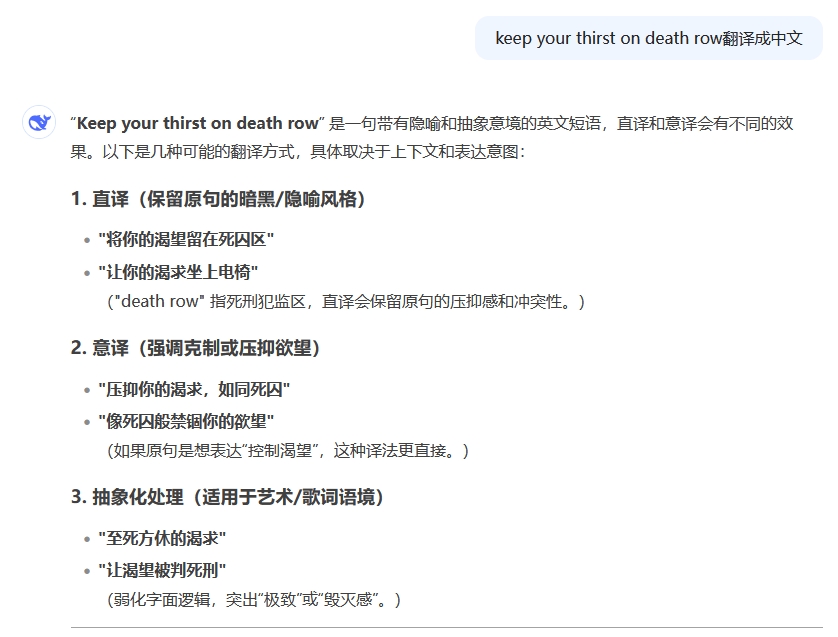 keep your thirst on death row翻译成中文
“Keep your thirst on death row” 是一句带有隐喻和抽象意境的英文短语，直译和意译会有不同的效
果。以下是几种可能的翻译方式，具体取决于上下文和表达意图：
1. 直译（保留原句的暗黑/隐喻风格）
• "将你的渴望留在死囚区"
• "让你的渴求坐上电椅"
（"death row" 指死刑犯监区，直译会保留原句的压抑感和冲突性。）
2. 意译（强调克制或压抑欲望）
• "压抑你的渴求，如同死囚"
• "像死囚般禁锢你的欲望"
（如果原句是想表达“控制渴望”，这种译法更直接。）
3. 抽象化处理（适用于艺术/歌词语境）
• "至死方休的渴求"
• "让渴望被判死刑"
（弱化字面逻辑，突出“极致”或“毁灭感”。）